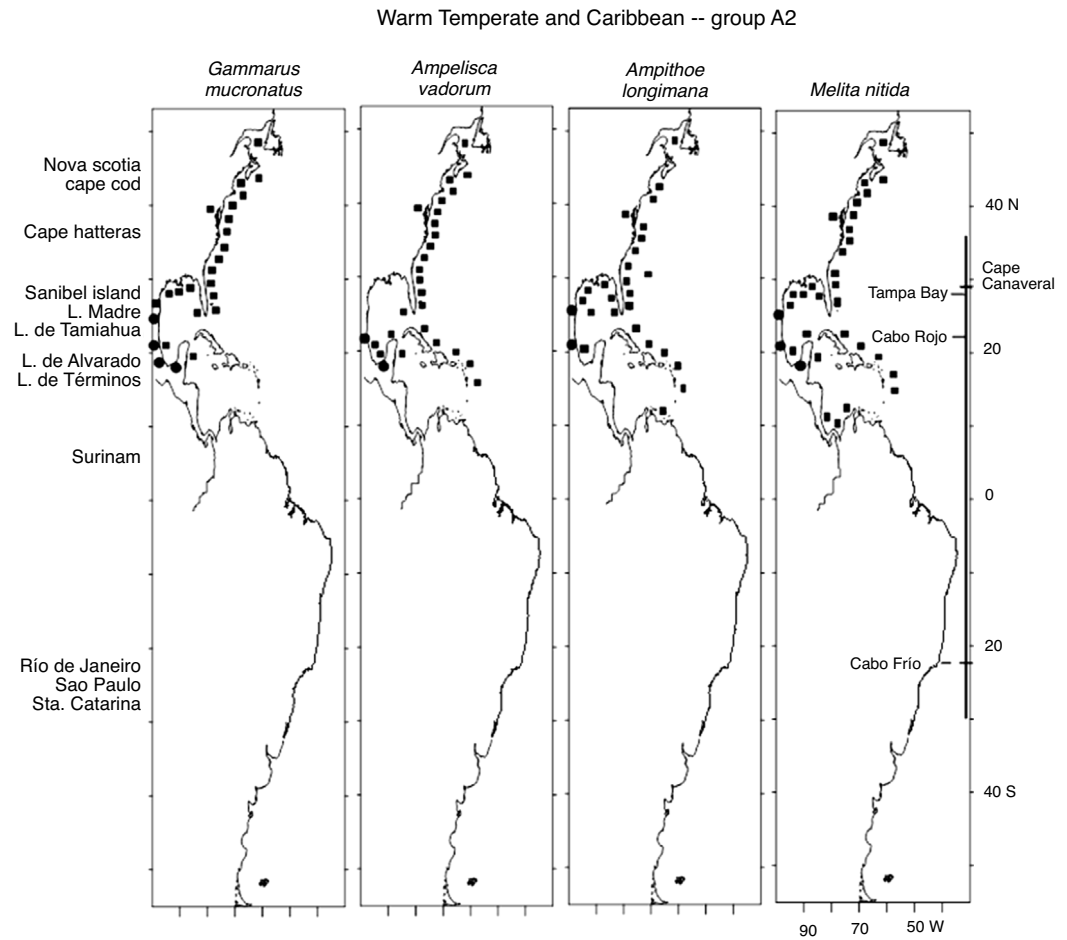 Warm Temperate and Caribbean -- group A2
Gammarus
mucronatus
Ampelisca
vadorum
Ampithoe
longimana
Melita nitida
Nova scotia
cape cod
Cape hatteras
Sanibel island
L. Madre
L. de Tamiahua
L. de Alvarado
L. de Términos
Surinam
Río de Janeiro
Sao Paulo
Sta. Catarina
40 N
Cape
Canaveral
Tampa Bay
Cabo Rojo
20
0
20
Cabo Frío
40 S
90
70
50 W